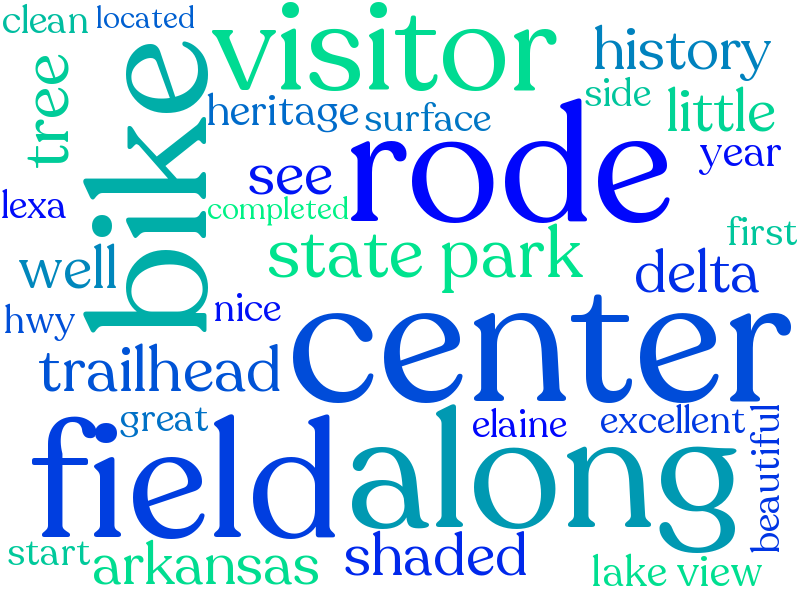 clean
located
visitor
history
tree
bike
heritage
surface
side
little
rode
year
see
lexa
completed
state park
first
well
delta
hwy
nice
center
trailhead
great
field
along
elaine
excellent
beautiful
start
arkansas
shaded
lake view